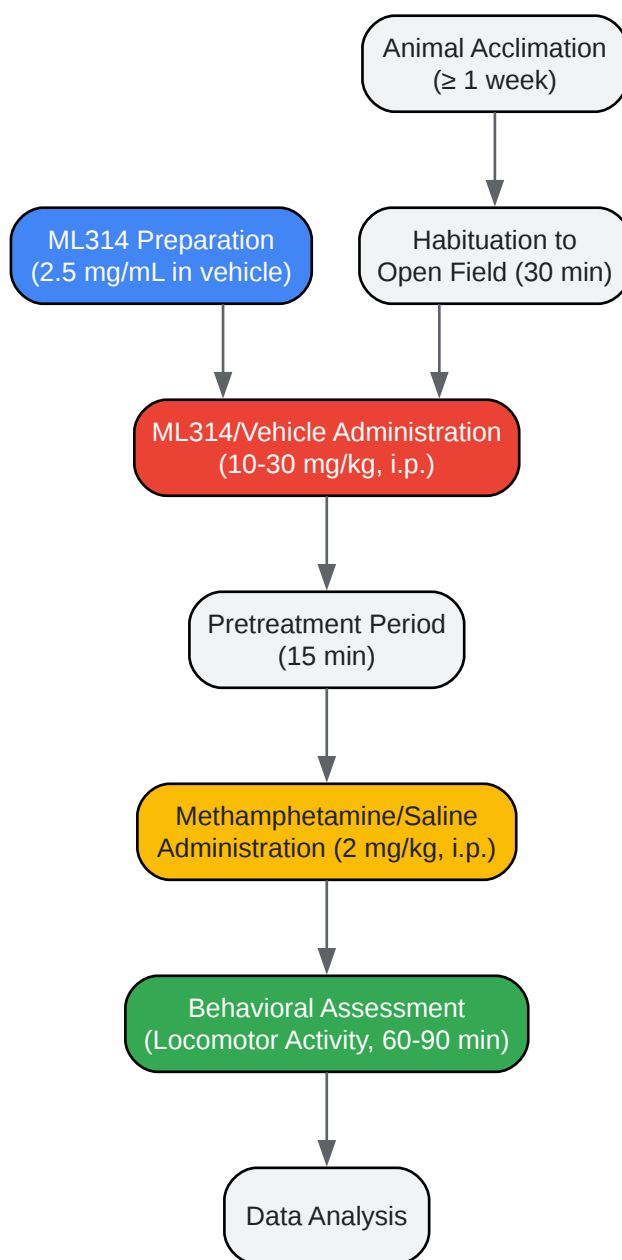 Animal Acclimation
(≥ 1 week)
ML314 Preparation
(2.5 mg/mL in vehicle)
Habituation to
Open Field (30 min)
ML314/Vehicle Administration
(10-30 mg/kg, i.p.)
Pretreatment Period
(15 min)
Methamphetamine/Saline
Administration (2 mg/kg, i.p.)
Behavioral Assessment
(Locomotor Activity, 60-90 min)
Data Analysis